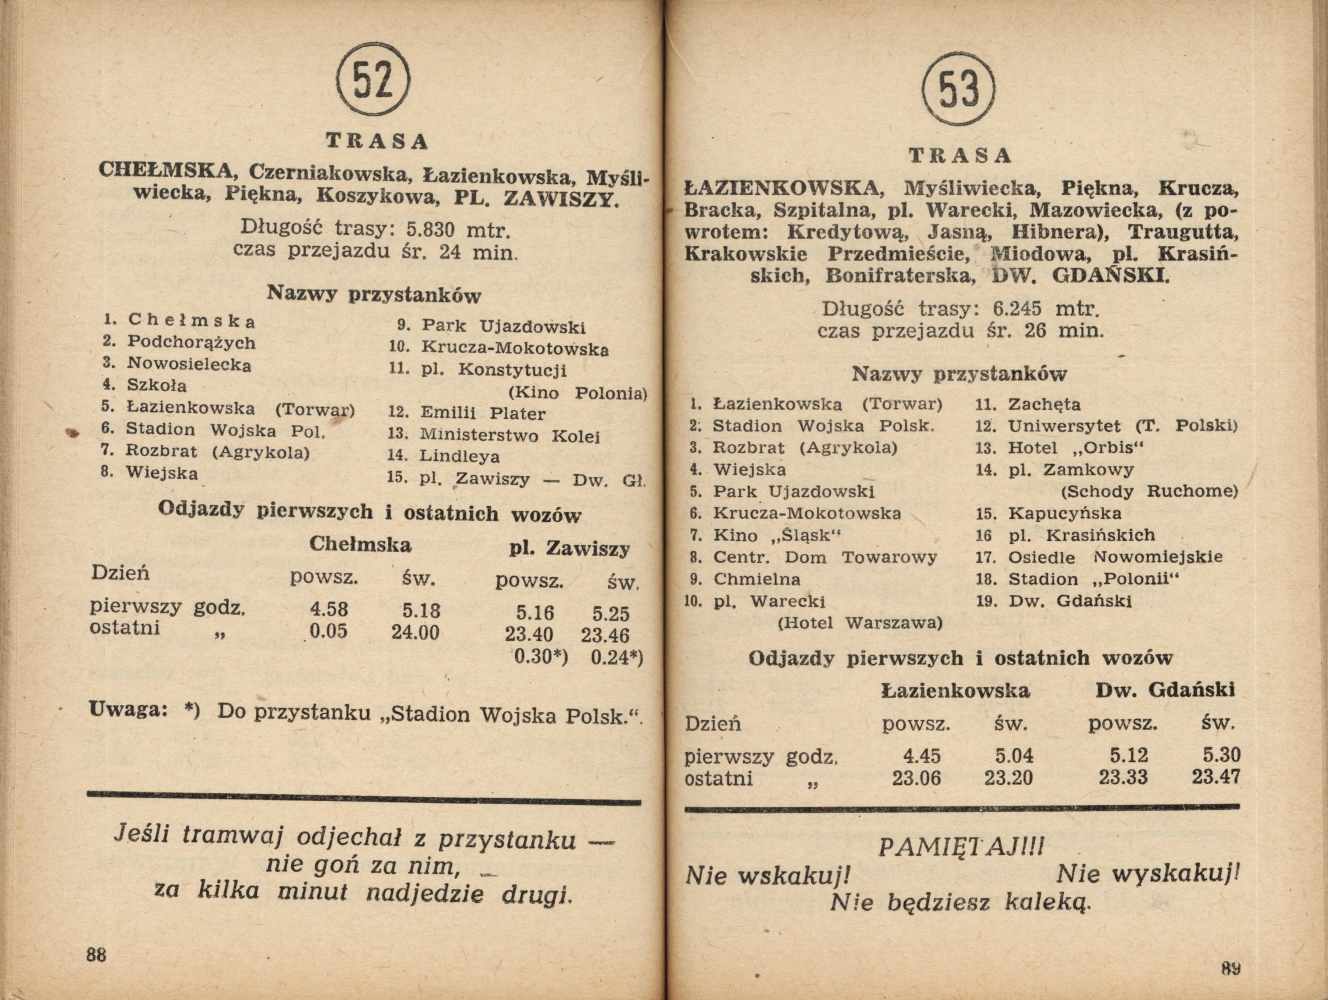 52
TRASA
CHEŁMSKA, Czerniakowska, Łazienkowska, Myśli-
wiecka, Piękna, Koszykowa, PL. ZAWISZY.
Długość trasy: 5.830 mtr.
czas przejazdu śr. 24 min.
Nazwy przystanków
1. Chełmska
2. Podchorążych
3. Nowosielecka
4. Szkoła
5. Łazienkowska (Torwar)
6. Stadion Wojska Pol.
7. Rozbrat (Agrykola)
8. Wiejska
9. Park Ujazdowski
10. Krucza-Mokotowska
11. pl. Konstytucji
(Kino Polonia)
12. Emilii Plater
13. Ministerstwo Kolei
14. Lindleya
15. pl. Zawiszy — Dw. Gł.
Odjazdy pierwszych i ostatnich wozów
Chełmska pl. Zawiszy
Dzień powsz. św. powsz. św.
pierwszy godz. 4.58 5.18 5.16 5.25
ostatni „ 0.05 24.00 23.40 23.46
0.30*) 0.24*)
Uwaga: *) Do przystanku „Stadion Wojska Polsk.“.
Jeśli tramwaj odjechał z przystanku —
nie goń za nim,
za kilka minut nadjedzie drugi.
88
53
TRASA
ŁAZIENKOWSKA, Myśliwiecka, Piękna, Krucza,
Bracka, Szpitalna, pl. Warecki, Mazowiecka, (z po-
wrotem: Kredytową, Jasną, Hibnera), Traugutta,
Krakowskie Przedmieście, Miodowa, pl. Krasiń-
skich, Bonifraterska, DW. GDAŃSKI.
Długość trasy: 6.245 mtr.
czas przejazdu śr. 26 min.
Nazwy przystanków
1. Łazienkowska (Torwar)
2. Stadion Wojska Polsk.
3. Rozbrat (Agrykola)
4. Wiejska
5. Park Ujazdowski
6. Krucza-Mokotowska
7. Kino „Śląsk“
8. Centr. Dom Towarowy
9. Chmielna
10. pl. Warecki
(Hotel Warszawa)
11. Zachęta
12. Uniwersytet (T. Polski)
13. Hotel „Orbis“
14. pl. Zamkowy
(Schody Ruchome)
15. Kapucyńska
16 pl. Krasińskich
17. Osiedle Nowomiejskie
18. Stadion „Polonii“
19. Dw. Gdański
Odjazdy pierwszych i ostatnich wozów
Łazienkowska Dw. Gdański
Dzień powsz. św. powsz. św.
pierwszy godz. 4.45 5.04 5.12 5.30
ostatni „ 23.06 23.20 23.33 23.47
PAMIĘTAJ!!!
Nie wskakuj! Nie wyskakuj!
Nie będziesz kaleką.
89